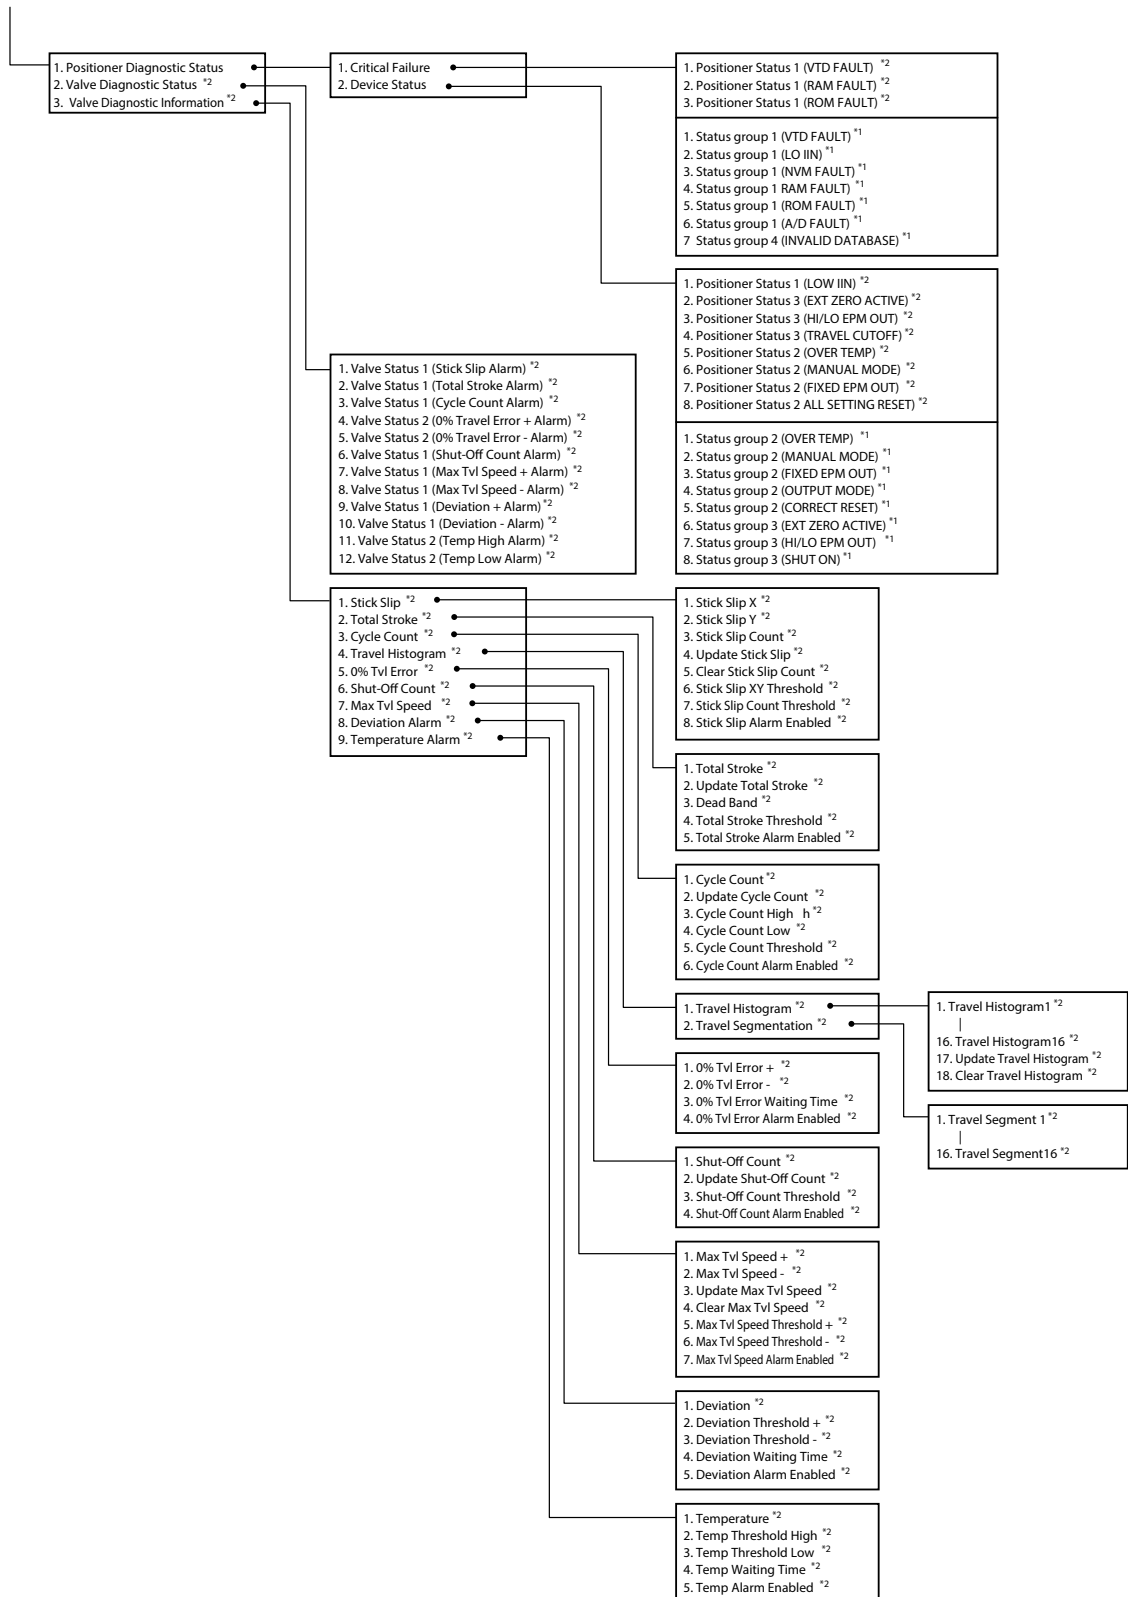 1. Positioner Diagnostic Status
2. Valve Diagnostic Status *2
3. Valve Diagnostic Information *2
1. Critical Failure
2. Device Status
1. Positioner Status 1 (VTD FAULT) *2
2. Positioner Status 1 (RAM FAULT) *2
3. Positioner Status 1 (ROM FAULT) *2
1. Status group 1 (VTD FAULT) *1
2. Status group 1 (LO IIN) *1
3. Status group 1 (NVM FAULT) *1
4. Status group 1 RAM FAULT) *1
5. Status group 1 (ROM FAULT) *1
6. Status group 1 (A/D FAULT) *1
7 Status group 4 (INVALID DATABASE) *1
1. Positioner Status 1 (LOW IIN) *2
2. Positioner Status 3 (EXT ZERO ACTIVE) *2
3. Positioner Status 3 (HI/LO EPM OUT) *2
4. Positioner Status 3 (TRAVEL CUTOFF) *2
5. Positioner Status 2 (OVER TEMP) *2
6. Positioner Status 2 (MANUAL MODE) *2
7. Positioner Status 2 (FIXED EPM OUT) *2
8. Positioner Status 2 ALL SETTING RESET) *2
1. Status group 2 (OVER TEMP) *1
2. Status group 2 (MANUAL MODE) *1
3. Status group 2 (FIXED EPM OUT) *1
4. Status group 2 (OUTPUT MODE) *1
5. Status group 2 (CORRECT RESET) *1
6. Status group 3 (EXT ZERO ACTIVE) *1
7. Status group 3 (HI/LO EPM OUT) *1
8. Status group 3 (SHUT ON) *1
1. Valve Status 1 (Stick Slip Alarm) *2
2. Valve Status 1 (Total Stroke Alarm) *2
3. Valve Status 1 (Cycle Count Alarm) *2
4. Valve Status 2 (0% Travel Error + Alarm) *2
5. Valve Status 2 (0% Travel Error - Alarm) *2
6. Valve Status 1 (Shut-Off Count Alarm) *2
7. Valve Status 1 (Max Tvl Speed + Alarm) *2
8. Valve Status 1 (Max Tvl Speed - Alarm) *2
9. Valve Status 1 (Deviation + Alarm) *2
10. Valve Status 1 (Deviation - Alarm) *2
11. Valve Status 2 (Temp High Alarm) *2
12. Valve Status 2 (Temp Low Alarm) *2
1. Stick Slip *2
2. Total Stroke *2
3. Cycle Count *2
4. Travel Histogram *2
5. 0% Tvl Error *2
6. Shut-Off Count *2
7. Max Tvl Speed *2
8. Deviation Alarm *2
9. Temperature Alarm *2
1. Stick Slip X *2
2. Stick Slip Y *2
3. Stick Slip Count *2
4. Update Stick Slip *2
5. Clear Stick Slip Count *2
6. Stick Slip XY Threshold *2
7. Stick Slip Count Threshold *2
8. Stick Slip Alarm Enabled *2
1. Total Stroke *2
2. Update Total Stroke *2
3. Dead Band *2
4. Total Stroke Threshold *2
5. Total Stroke Alarm Enabled *2
1. Cycle Count *2
2. Update Cycle Count *2
3. Cycle Count High h *2
4. Cycle Count Low *2
5. Cycle Count Threshold *2
6. Cycle Count Alarm Enabled *2
1. Travel Histogram *2
2. Travel Segmentation *2
1. Travel Histogram1 *2
|
16. Travel Histogram16 *2
17. Update Travel Histogram *2
18. Clear Travel Histogram *2
1. Travel Segment 1 *2
|
16. Travel Segment16 *2
1. 0% Tvl Error + *2
2. 0% Tvl Error - *2
3. 0% Tvl Error Waiting Time *2
4. 0% Tvl Error Alarm Enabled *2
1. Shut-Off Count *2
2. Update Shut-Off Count *2
3. Shut-Off Count Threshold *2
4. Shut-Off Count Alarm Enabled *2
1. Max Tvl Speed + *2
2. Max Tvl Speed - *2
3. Update Max Tvl Speed *2
4. Clear Max Tvl Speed *2
5. Max Tvl Speed Threshold + *2
6. Max Tvl Speed Threshold - *2
7. Max Tvl Speed Alarm Enabled *2
1. Deviation *2
2. Deviation Threshold + *2
3. Deviation Threshold - *2
4. Deviation Waiting Time *2
5. Deviation Alarm Enabled *2
1. Temperature *2
2. Temp Threshold High *2
3. Temp Threshold Low *2
4. Temp Waiting Time *2
5. Temp Alarm Enabled *2